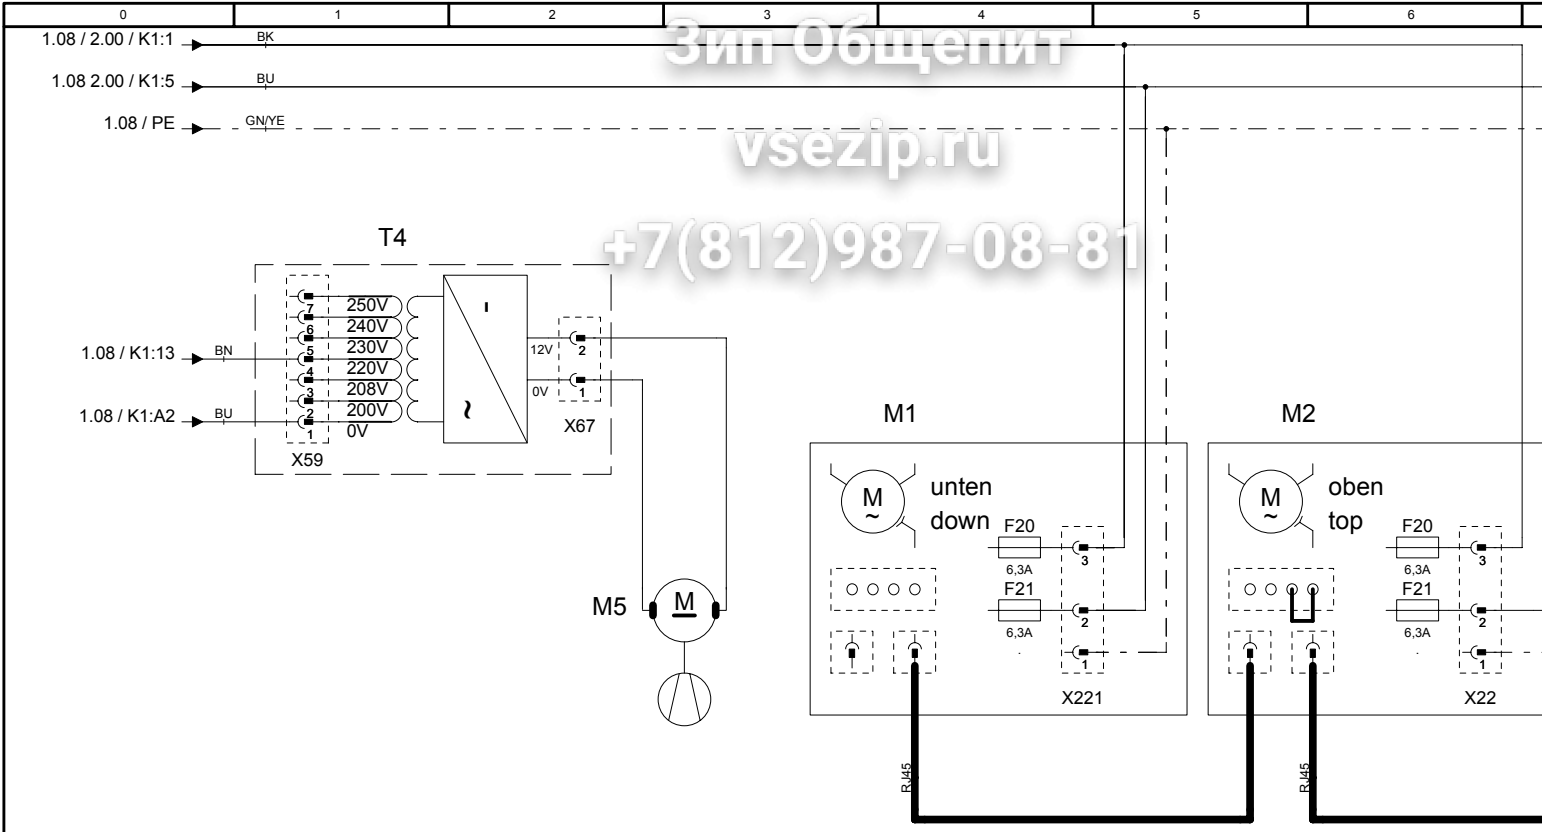 0 1 2 3 4 5 6
1.08 / 2.00 / K1:1 BK
Зип Общепит
1.08 2.00 / K1:5 BU
1.08 / PE GN/YE
vsezip.ru
+7(812)987-08-81
T4
7 250V
6 240V
5 230V
4 220V
3 208V
2 200V
1 0V
X59
1.08 / K1:13 BN
1.08 / K1:A2 BU
12V 2
0V 1
X67
M5
M
M1
M
~
unten
down
F20
6,3A
F21
6,3A
3
2
1
X221
RJ45
M2
M
~
oben
top
F20
6,3A
F21
6,3A
3
2
1
X22
RJ45